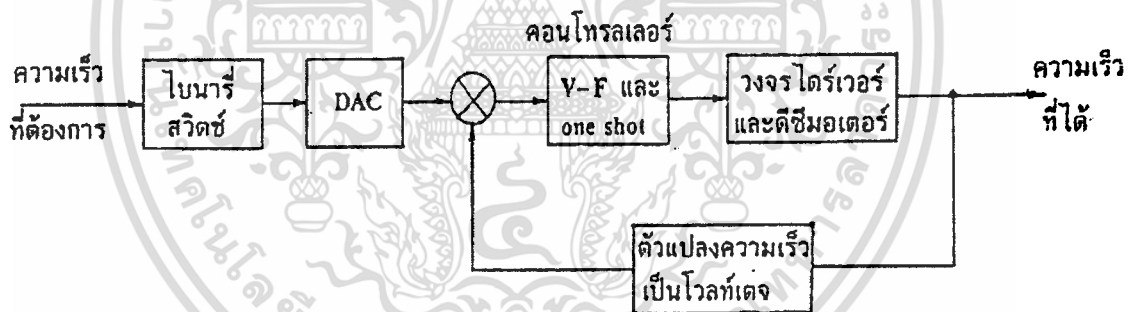 คอนโทรลเลอร์
ความเร็ว
ที่ต้องการ
ไบนารี่
สวิตช์
DAC
V-F และ
one shot
วงจรไดร์เวอร์
และดีซีมอเตอร์
ความเร็ว
ที่ได้
ตัวแปลงความเร็ว
เป็นโวลท์เตจ